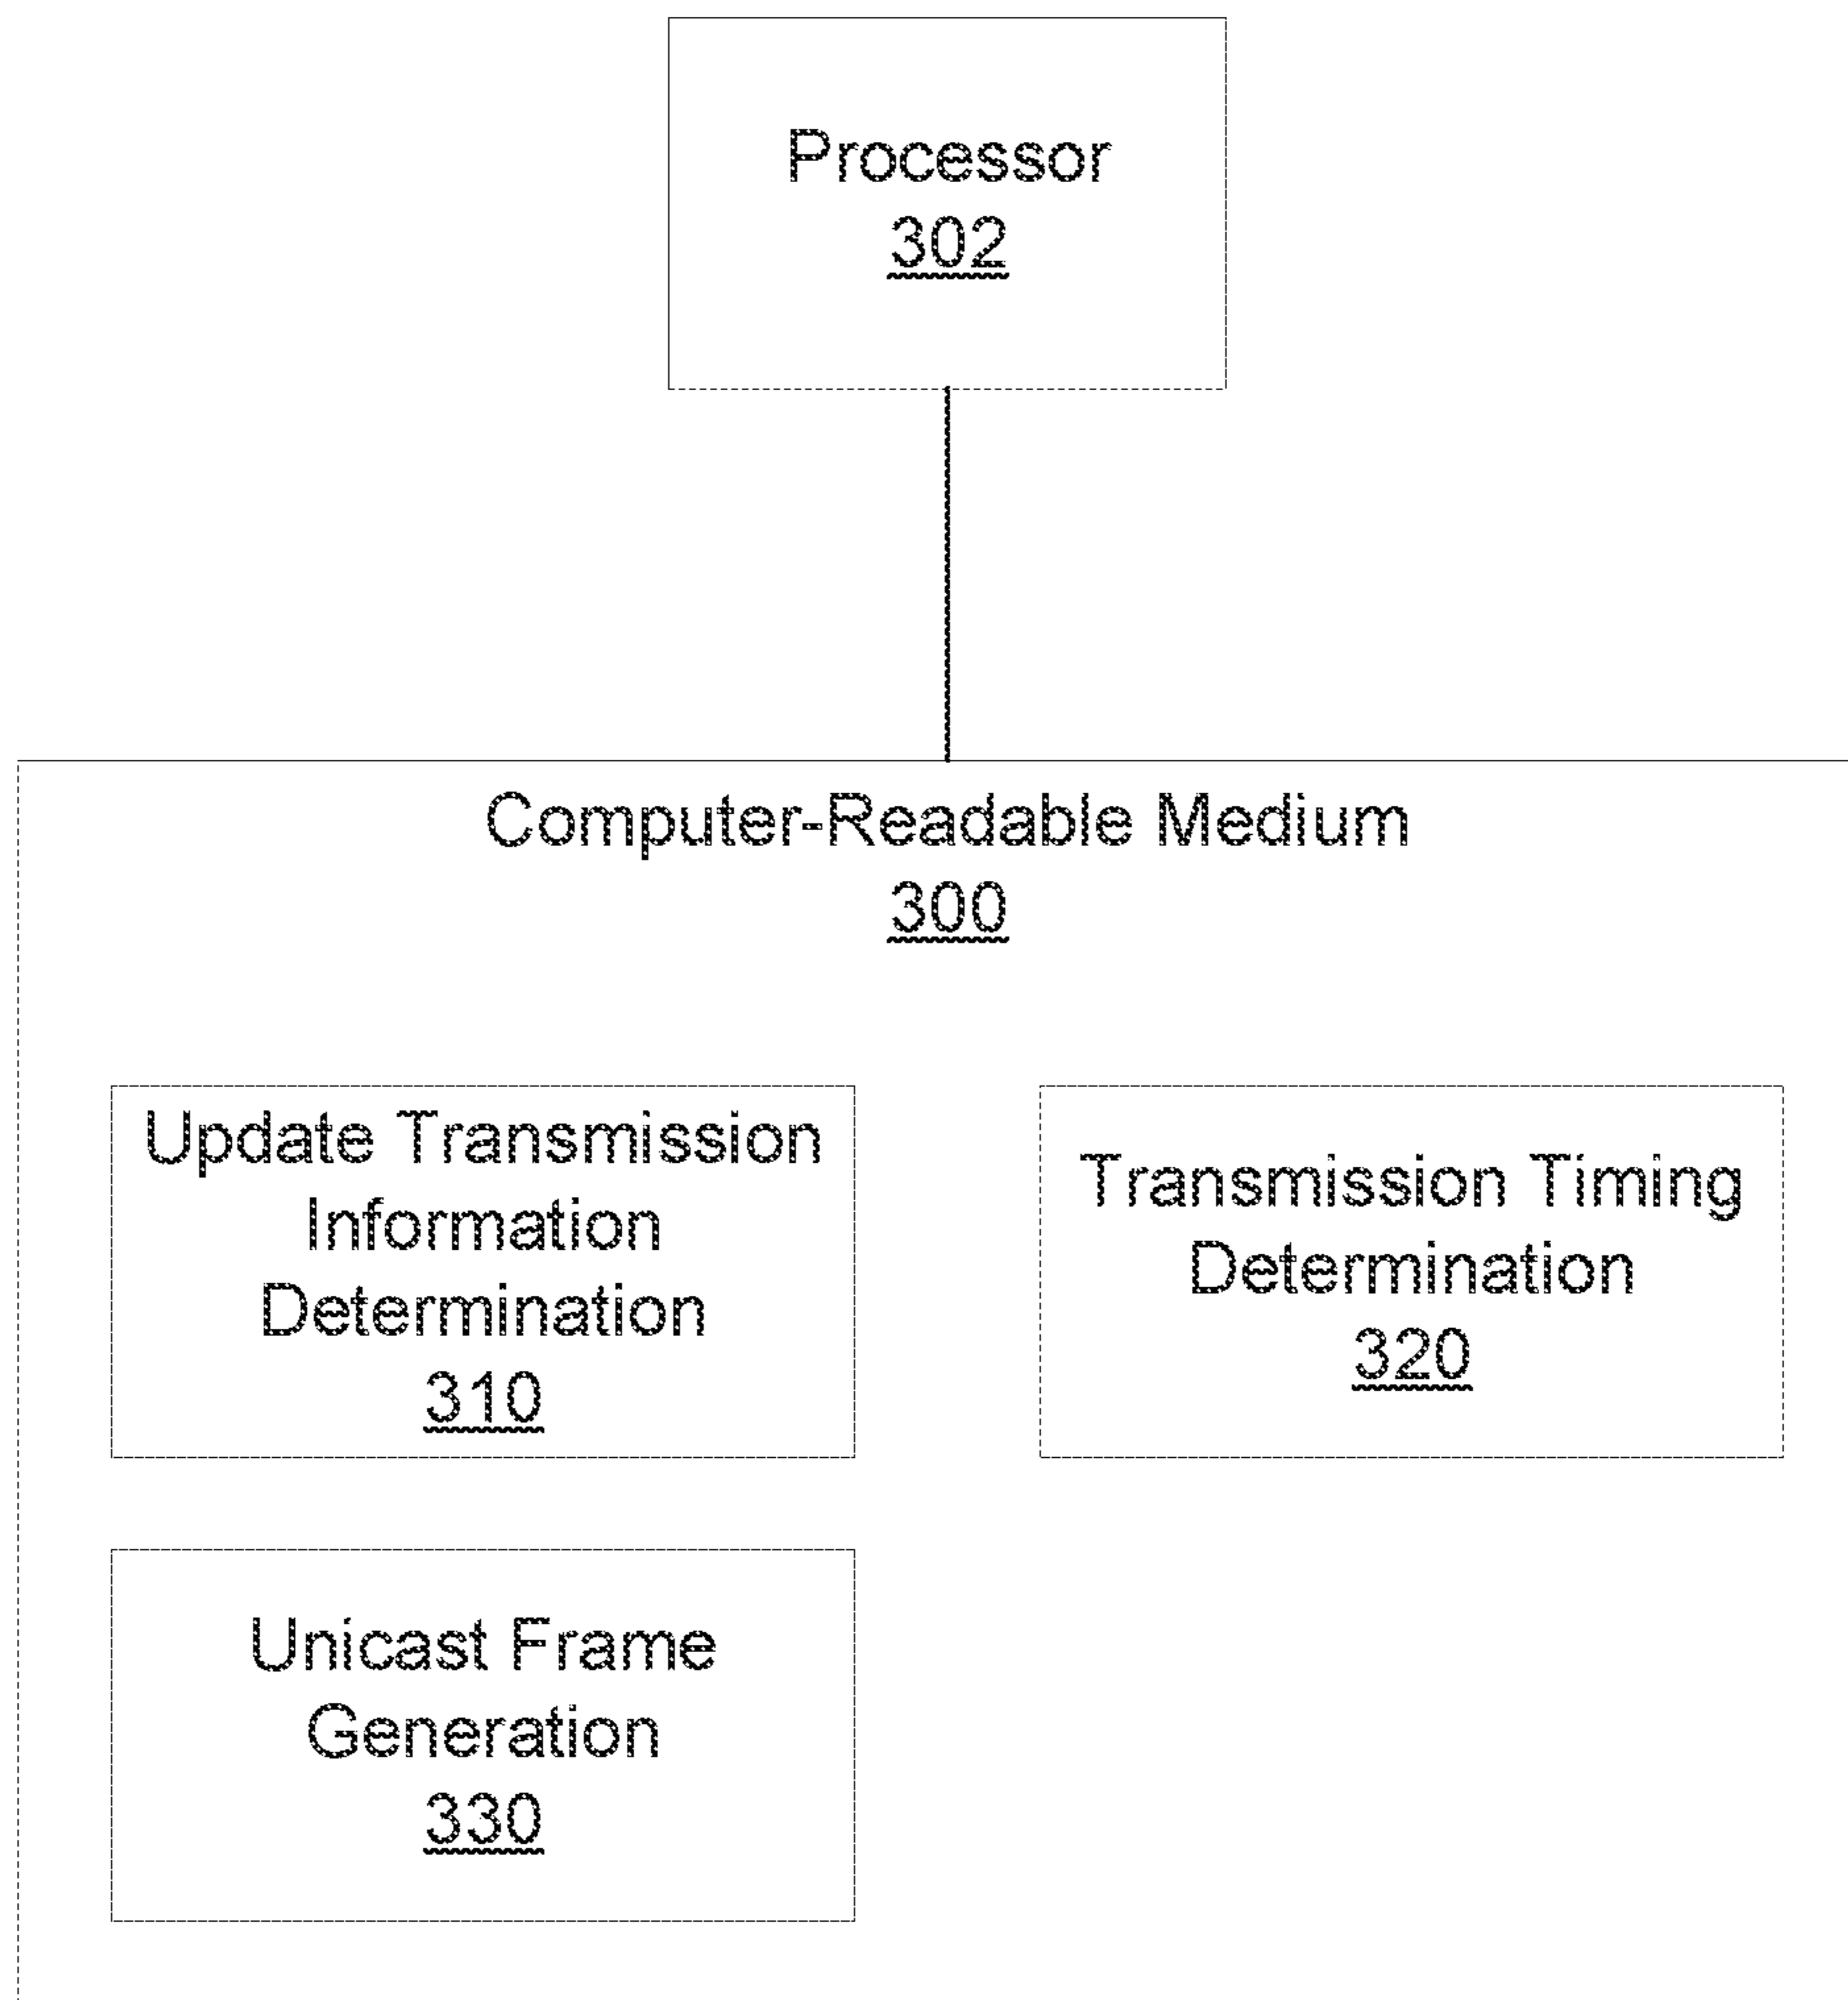 Processor
302
Computer-Readable Medium
300
Update Transmission
Information
Determination
310
Transmission Timing
Determination
320
Unicast Frame
Generation
330